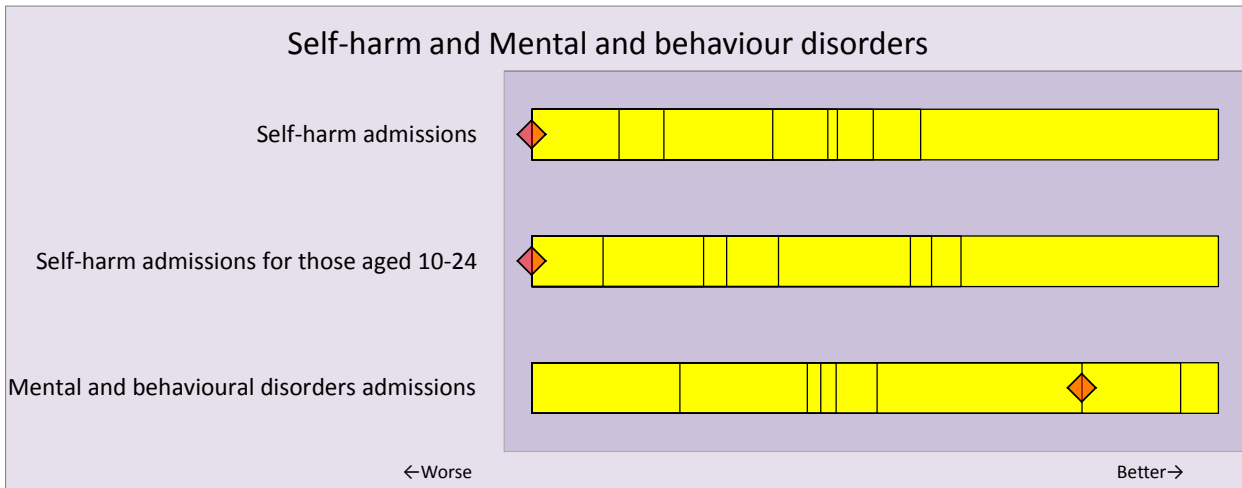 Self-harm and Mental and behaviour disorders
Self-harm admissions
Self-harm admissions for those aged 10-24
Mental and behavioural disorders admissions
←Worse
Better→